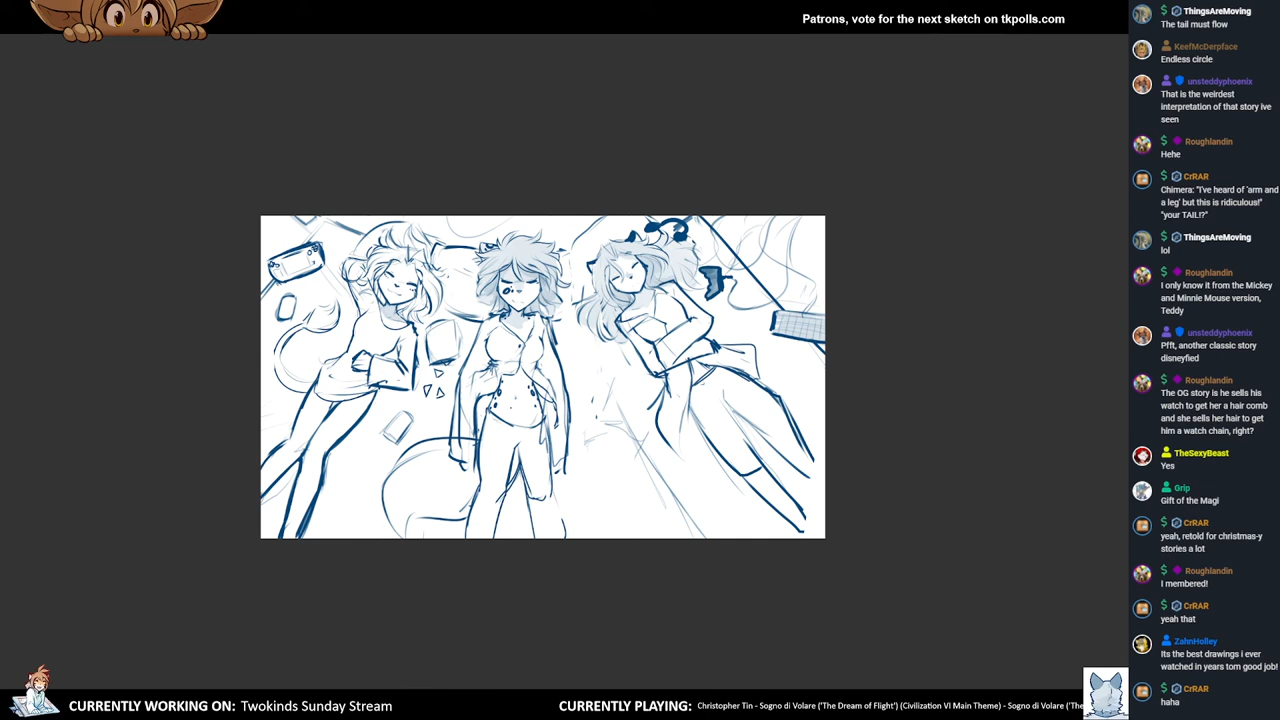 Patrons, vote for the next sketch on tkpolls.com
ThingsAreMoving
The tail must flow
KeefMcDerpface
Endless circle
unsteddyphoenix
That is the weirdest
interpretation of that story ive
seen
Roughlandin
Hehe
CrRAR
Chimera: "I've heard of 'arm and
a leg' but this is ridiculous!"
"your TAIL!?"
ThingsAreMoving
lol
Roughlandin
I only know it from the Mickey
and Minnie Mouse version,
Teddy
unsteddyphoenix
Pfft, another classic story
disneyfied
Roughlandin
The OG story is he sells his
watch to get her a hair comb
and she sells her hair to get
him a watch chain, right?
TheSexyBeast
Yes
Grip
Gift of the Magi
CrRAR
yeah, retold for christmas-y
stories a lot
Roughlandin
I membered!
CrRAR
yeah that
ZahnHolley
Its the best drawings i ever
watched in years tom good job!
CrRAR
haha
CURRENTLY WORKING ON: Twokinds Sunday Stream
CURRENTLY PLAYING: Christopher Tin - Sogno di Volare ('The Dream of Flight') (Civilization VI Main Theme) - Sogno di Volare ('The